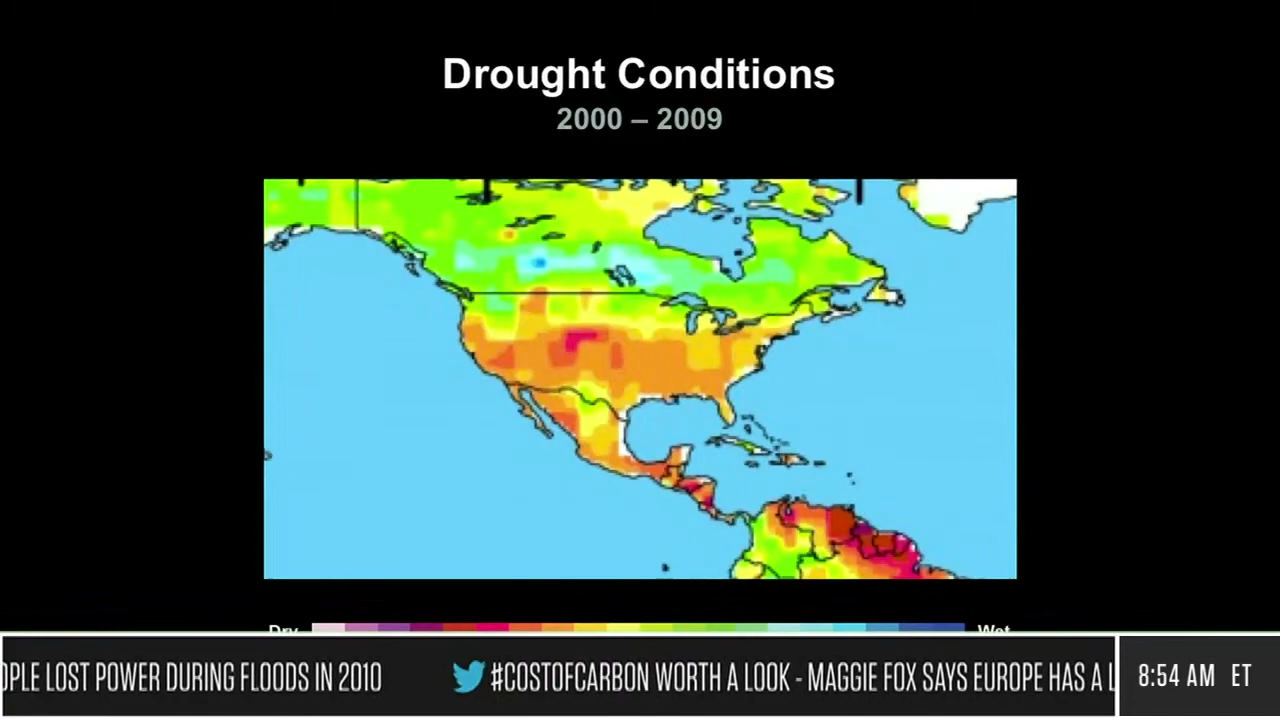 Drought Conditions
2000 – 2009
Dry Wet
OPLE LOST POWER DURING FLOODS IN 2010 #COSTOFCARBON WORTH A LOOK - MAGGIE FOX SAYS EUROPE HAS A L
8:54 AM ET